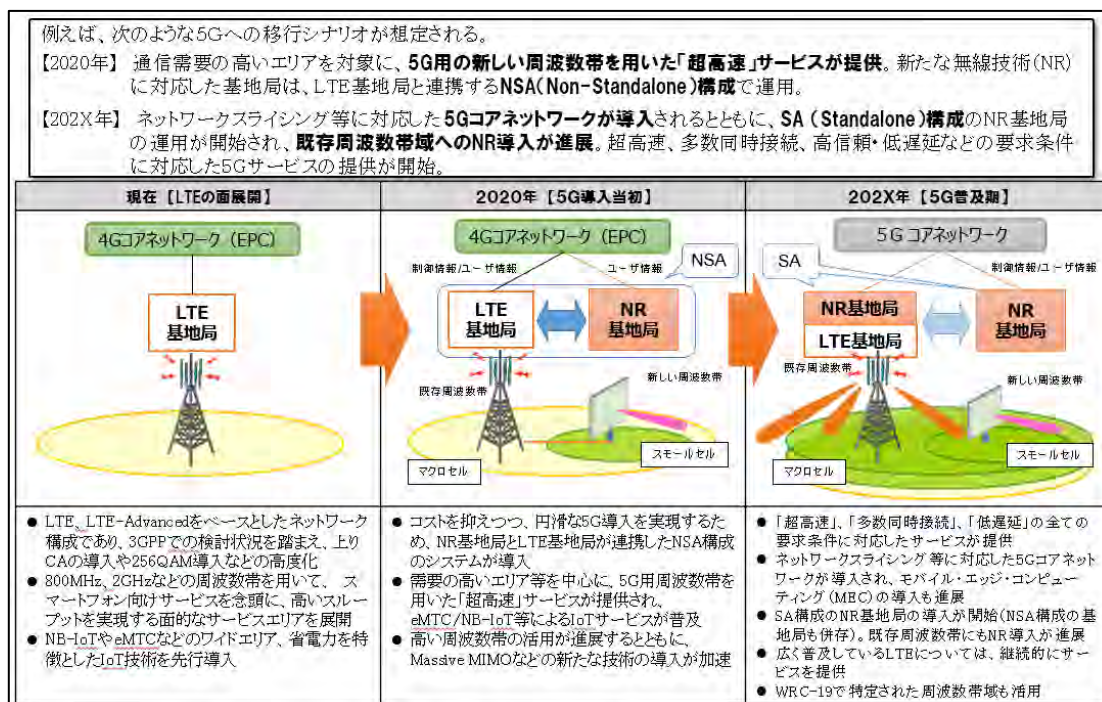 例えば、次のような5Gへの移行シナリオが想定される。
【2020年】 通信需要の高いエリアを対象に、5G用の新しい周波数帯を用いた「超高速」サービスが提供。新たな無線技術(NR)
に対応した基地局は、LTE基地局と連携するNSA(Non-Standalone)構成で運用。
【202X年】 ネットワークスライシング等に対応した5Gコアネットワークが導入されるとともに、SA (Standalone)構成のNR基地局
の運用が開始され、既存周波数帯域へのNR導入が進展。超高速、多数同時接続、高信頼・低遅延などの要求条件
に対応した5Gサービスの提供が開始。
現在 【LTEの面展開】
4Gコアネットワーク (EPC)
LTE
基地局
2020年 【5G導入当初】
4Gコアネットワーク (EPC)
制御情報/ユーザ情報
ユーザ情報
NSA
LTE
基地局
NR
基地局
既存周波数帯
新しい周波数帯
マクロセル
スモールセル
202X年 【5G普及期】
5G コアネットワーク
SA
制御情報/ユーザ情報
NR基地局
LTE基地局
NR
基地局
既存周波数帯
新しい周波数帯
マクロセル
スモールセル
● LTE、LTE-Advancedをベースとしたネットワーク
構成であり、3GPPでの検討状況を踏まえ、上り
CAの導入や256QAM導入などの高度化
● 800MHz、2GHzなどの周波数帯を用いて、 ス
マートフォン向けサービスを念頭に、高いスルー
プットを実現する面的なサービスエリアを展開
● NB-IoTやeMTCなどのワイドエリア、省電力を特
徴としたIoT技術を先行導入
● コストを抑えつつ、円滑な5G導入を実現するた
め、NR基地局とLTE基地局が連携したNSA構成
のシステムが導入
● 需要の高いエリア等を中心に、5G用周波数帯を
用いた「超高速」サービスが提供され、
eMTC/NB-IoT等によるIoTサービスが普及
● 高い周波数帯の活用が進展するとともに、
Massive MIMOなどの新たな技術の導入が加速
● 「超高速」、「多数同時接続」、「低遅延」の全ての
要求条件に対応したサービスが提供
● ネットワークスライシング等に対応した5Gコアネット
ワークが導入され、モバイル・エッジ・コンピュー
ティング(MEC)の導入も進展
● SA構成のNR基地局の導入が開始(NSA構成の基
地局も併存)。既存周波数帯にもNR導入が進展
● 広く普及しているLTEについては、継続的にサー
ビスを提供
● WRC-19で特定された周波数帯域も活用